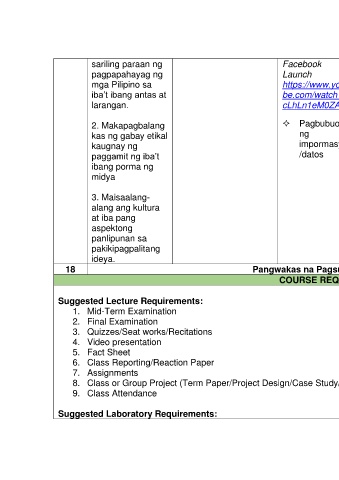 sariling paraan ng
pagpapahayag ng
mga Pilipino sa
iba't ibang antas at
larangan.
2. Makapagbalang
kas ng gabay etikal
kaugnay ng
paggamit ng iba't
ibang porma ng
midya
3. Maisaalang-
alang ang kultura
at iba pang
aspektong
panlipunan sa
pakikipagpalitang
ideya.
Facebook
Launch
https://www.yo
be.com/watch
cLhLn1eM0ZA
✧ Pagbubuo
ng
impormas
/datos
18 Pangwakas na Pagsu
COURSE REQ
Suggested Lecture Requirements:
1. Mid-Term Examination
2. Final Examination
3. Quizzes/Seat works/Recitations
4. Video presentation
5. Fact Sheet
6. Class Reporting/Reaction Paper
7. Assignments
8. Class or Group Project (Term Paper/Project Design/Case Study/
9. Class Attendance
Suggested Laboratory Requirements: